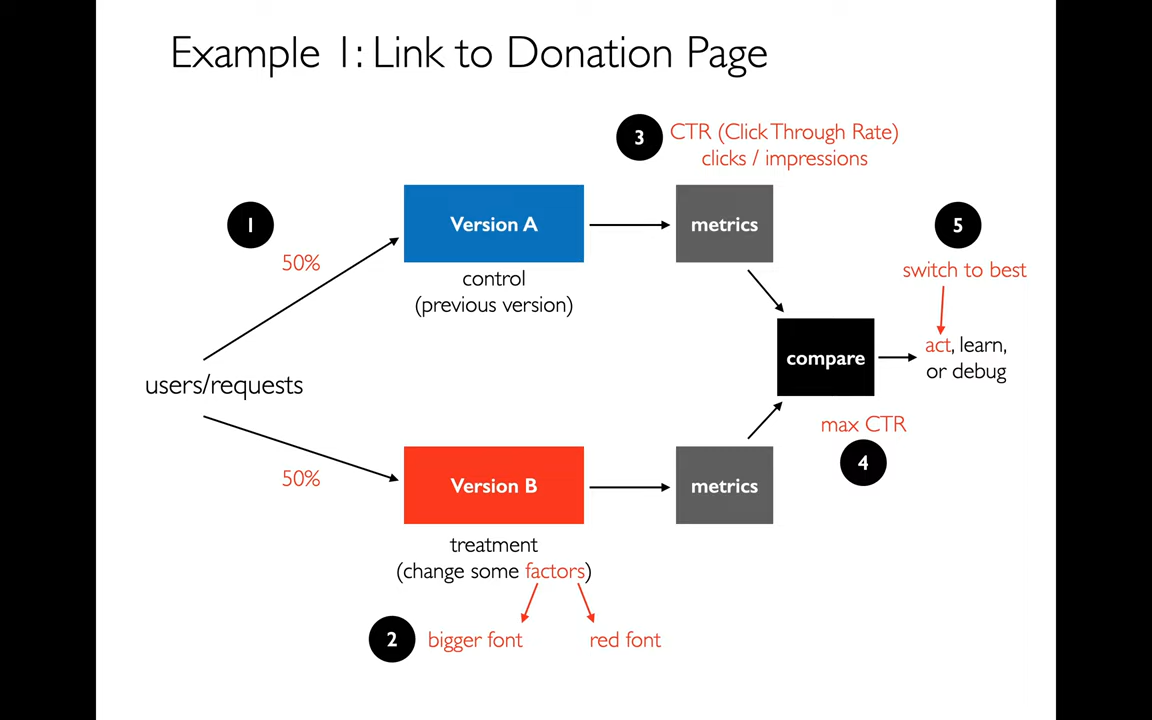 Example 1: Link to Donation Page
3
CTR (Click Through Rate)
clicks / impressions
1
50%
Version A
metrics
5
switch to best
control
(previous version)
compare
act, learn,
or debug
users/requests
max CTR
4
50%
Version B
metrics
treatment
(change some factors)
2
bigger font
red font